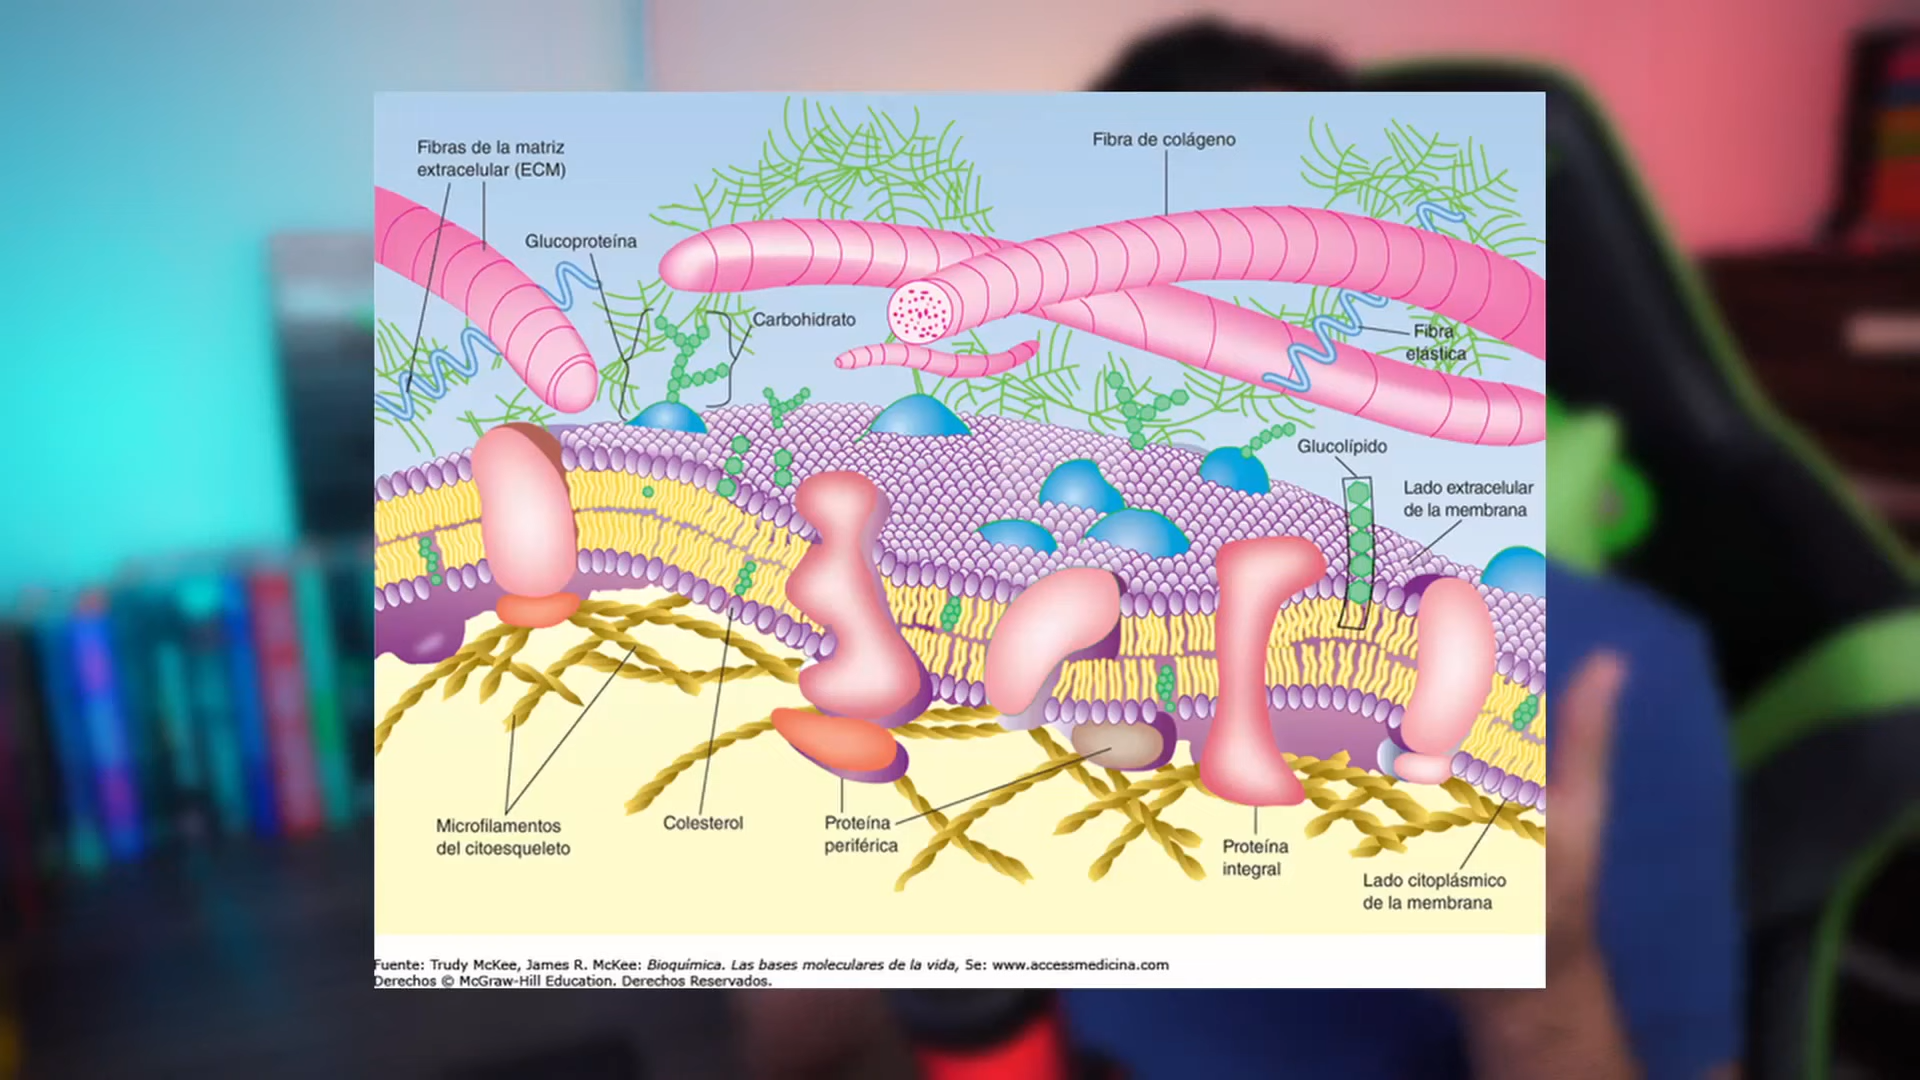 Fibras de la matriz
extracelular (ECM)
Fibra de colágeno
Glucoproteína
Carbohidrato
Fibra
elástica
Glucolípido
Lado extracelular
de la membrana
Microfilamentos
del citoesqueleto
Colesterol
Proteína
periférica
Proteína
integral
Lado citoplásmico
de la membrana
Fuente: Trudy McKee, James R. McKee: Bioquímica. Las bases moleculares de la vida, 5e: www.accessmedicina.com
Derechos © McGraw-Hill Education. Derechos Reservados.